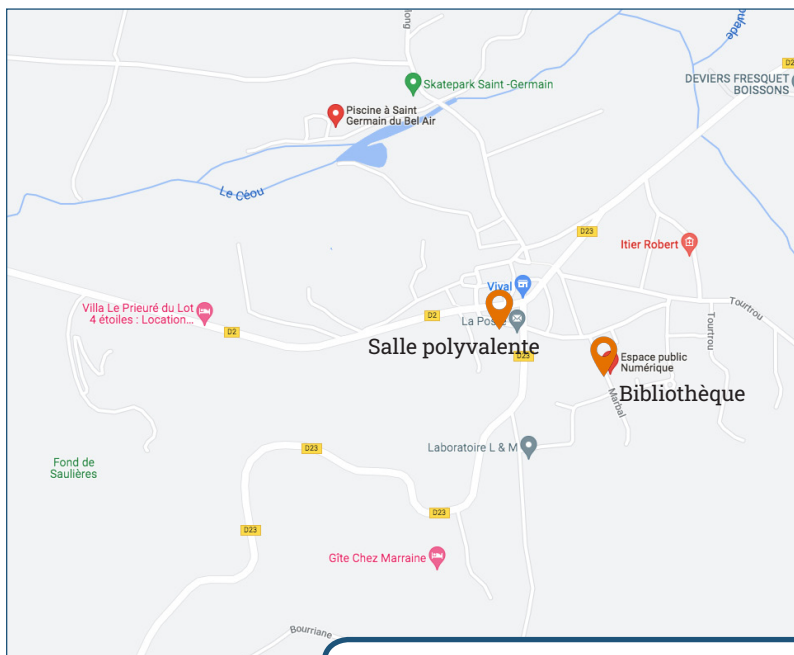 Skatepark Saint -Germain
DEVIERS FRESQUET
BOISSONS
Piscine à Saint
Germain du Bel Air
Le Céou
D23
Itier Robert
Vival
Tourtrou
Villa Le Prieuré du Lot
4 étoiles : Location...
D2
D2
Salle polyvalente
D23
Tourtrou
Espace public
Numérique
Marbal
Bibliothèque
D23
Laboratoire L & M
Fond de
Saulières
D23
D23
Gîte Chez Marraine
Bourriane